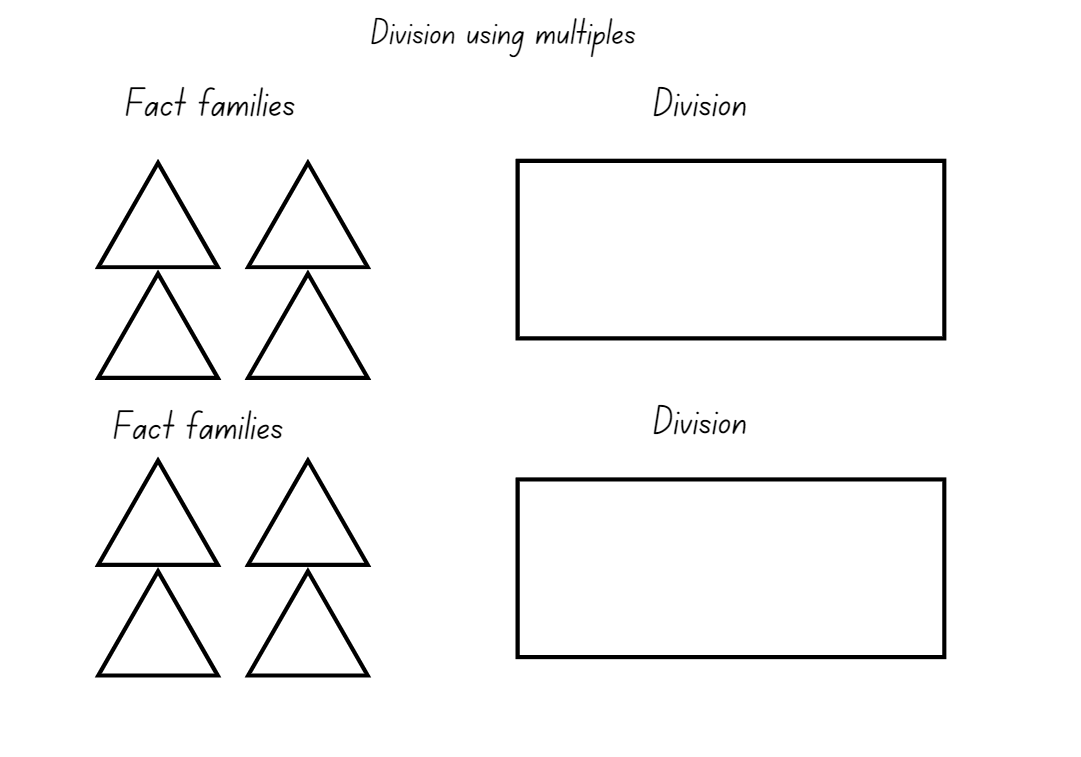 Division using multiples
Fact families
Division
Fact families
Division